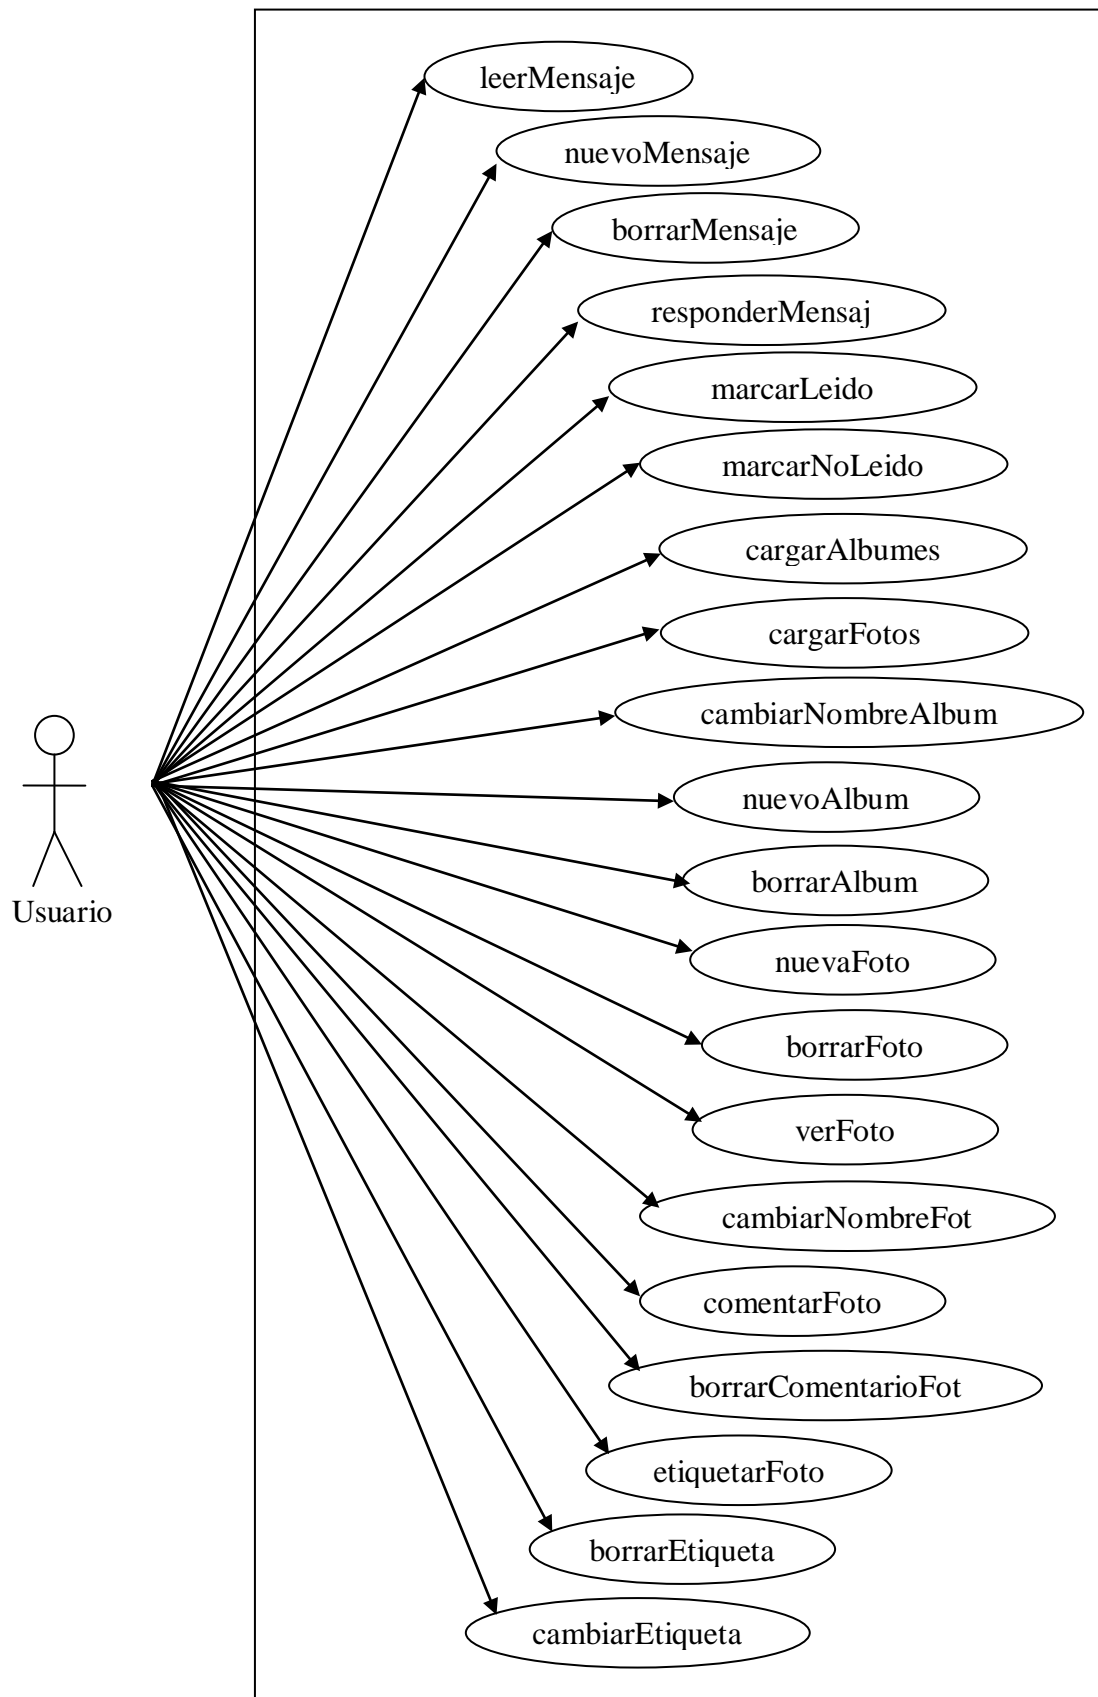 leerMensaje
nuevoMensaje
borrarMensaje
responderMensaj
marcarLeido
marcarNoLeido
cargarAlbumes
cargarFotos
cambiarNombreAlbum
nuevoAlbum
borrarAlbum
Usuario
nuevaFoto
borrarFoto
verFoto
cambiarNombreFot
comentarFoto
borrarComentarioFot
etiquetarFoto
borrarEtiqueta
cambiarEtiqueta